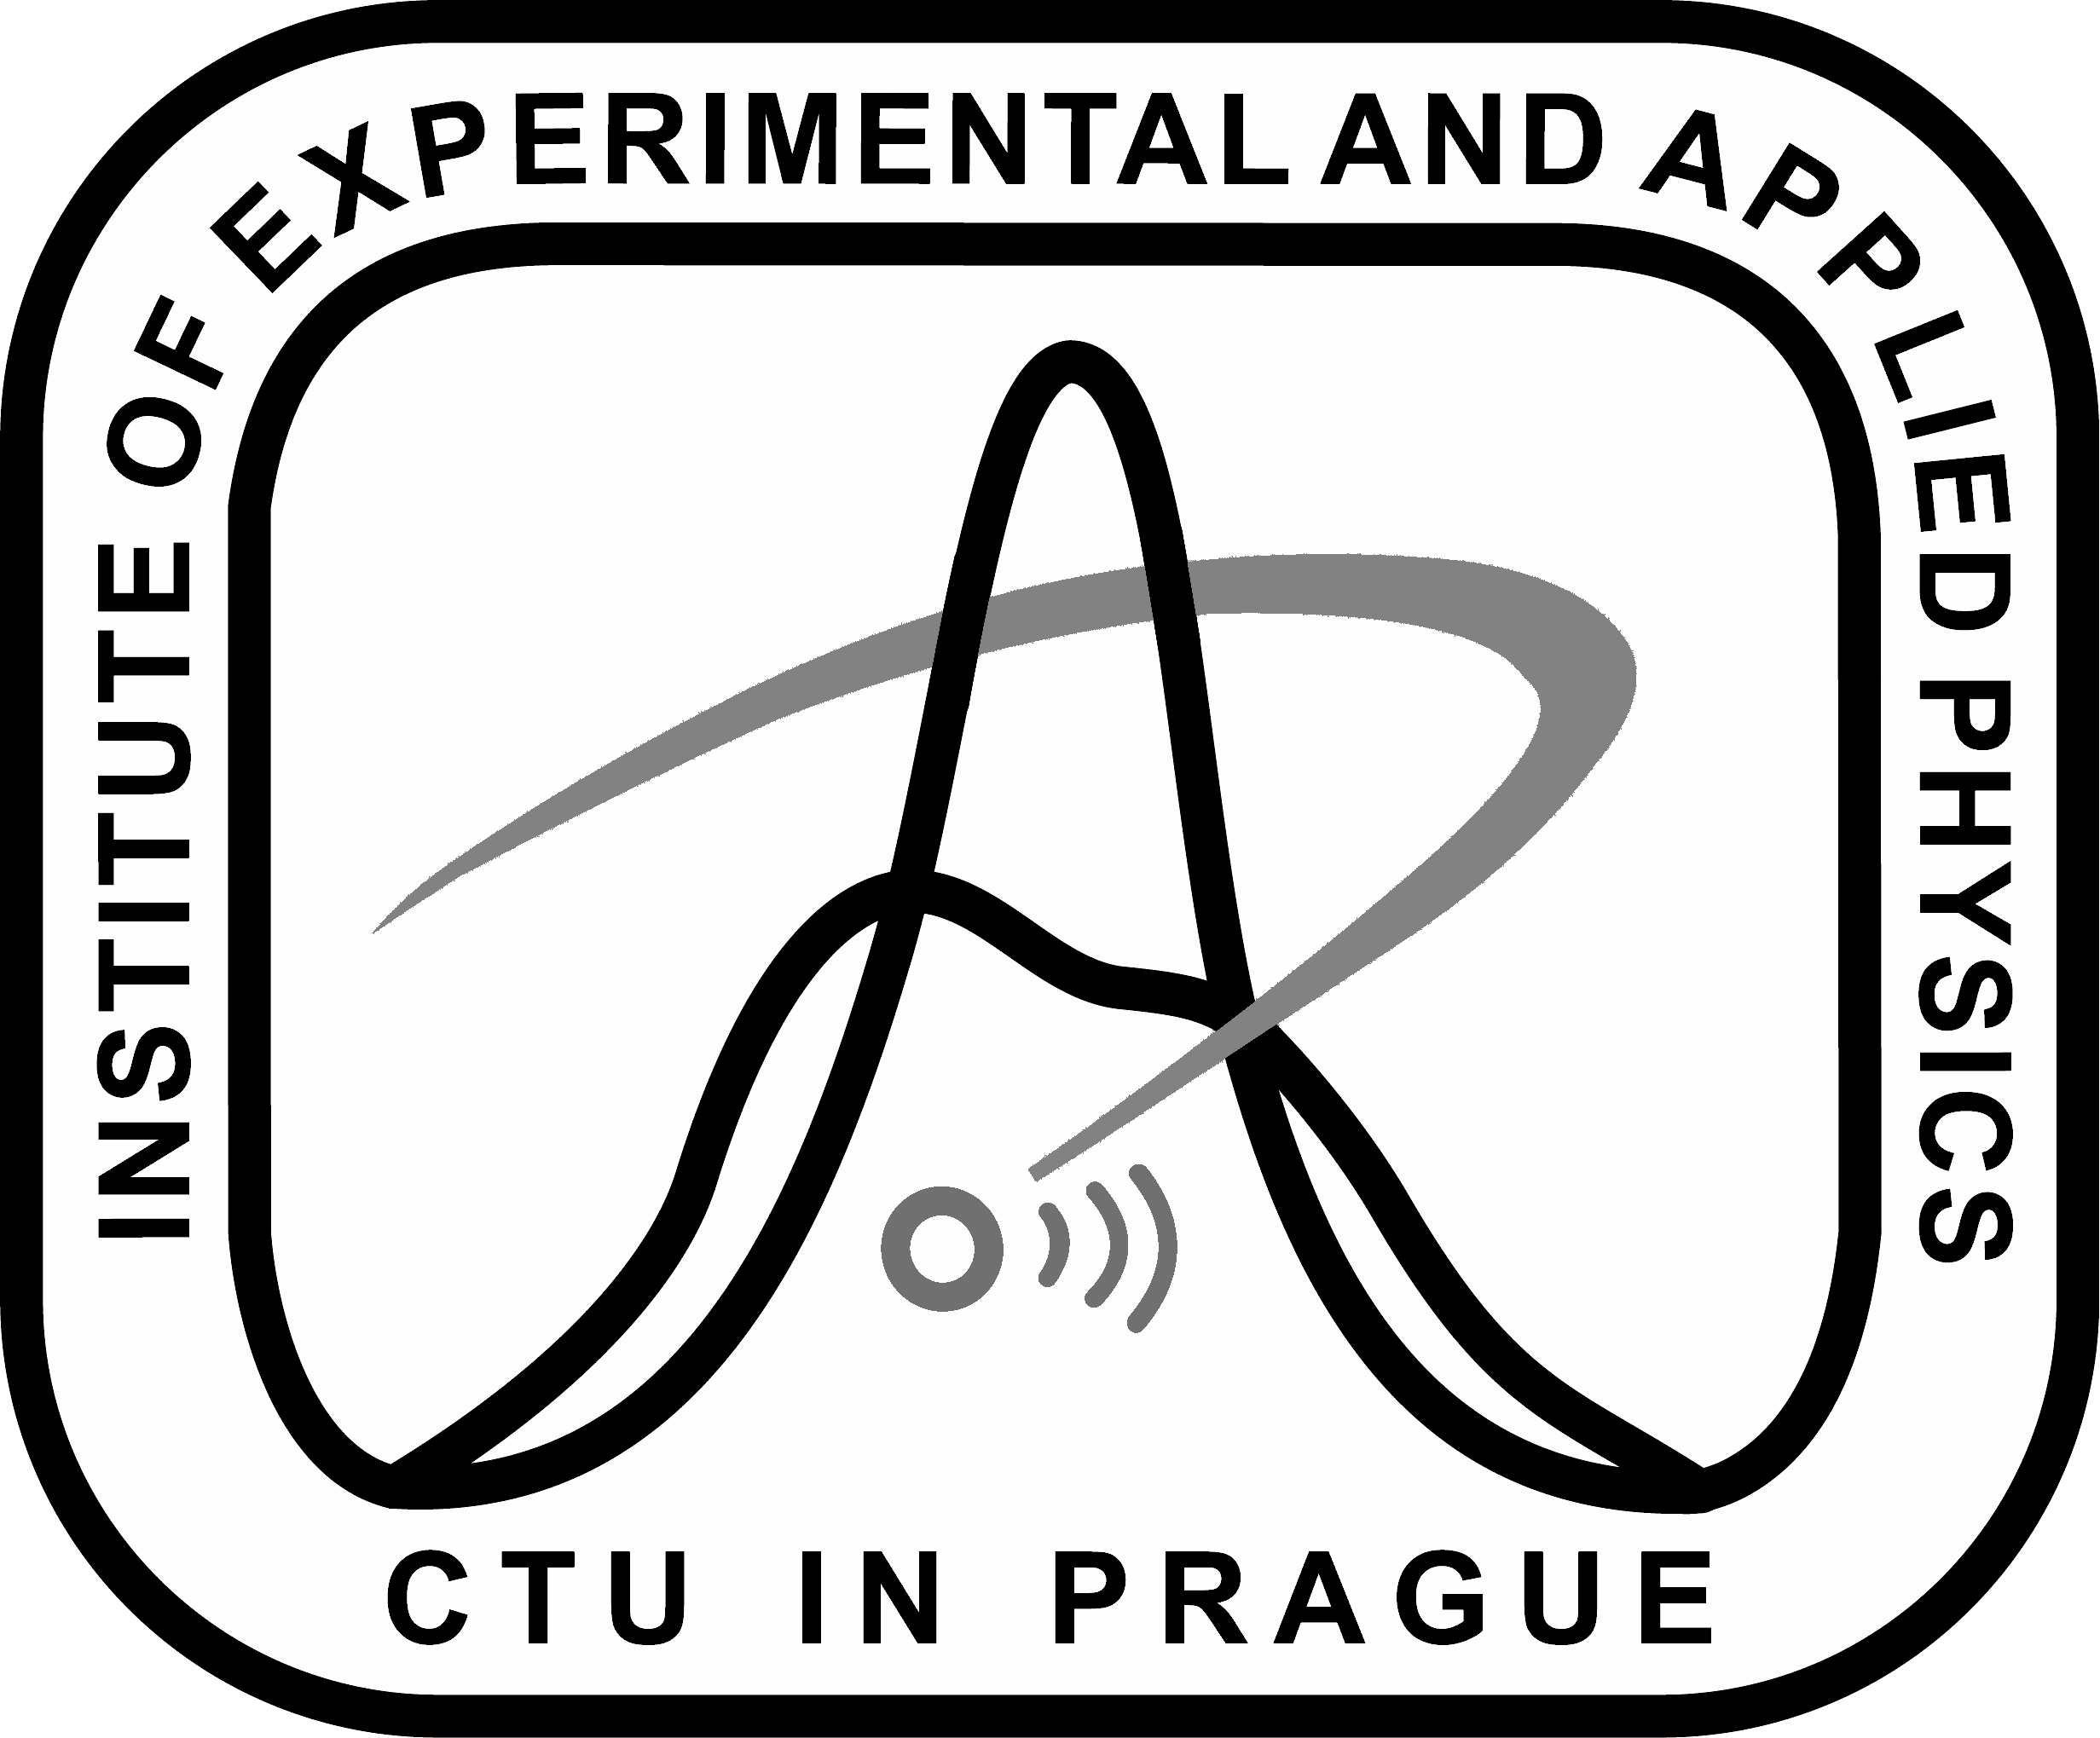 INSTITUTE OF EXPERIMENTAL AND APPLIED PHYSICS
CTU IN PRAGUE